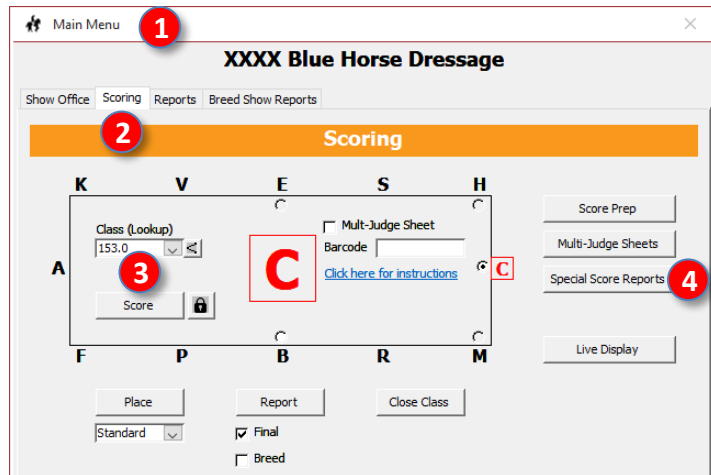 Main Menu 1
XXXX Blue Horse Dressage
Show Office Scoring Reports Breed Show Reports
2
Scoring
K V E S H
Class (Lookup) Mult-Judge Sheet Score Prep
153.0 Barcode Multi-Judge Sheets
A 3 C Click here for instructions C Special Score Reports 4
Score
F P B R M Live Display
Place Report Close Class
Standard Final
Breed